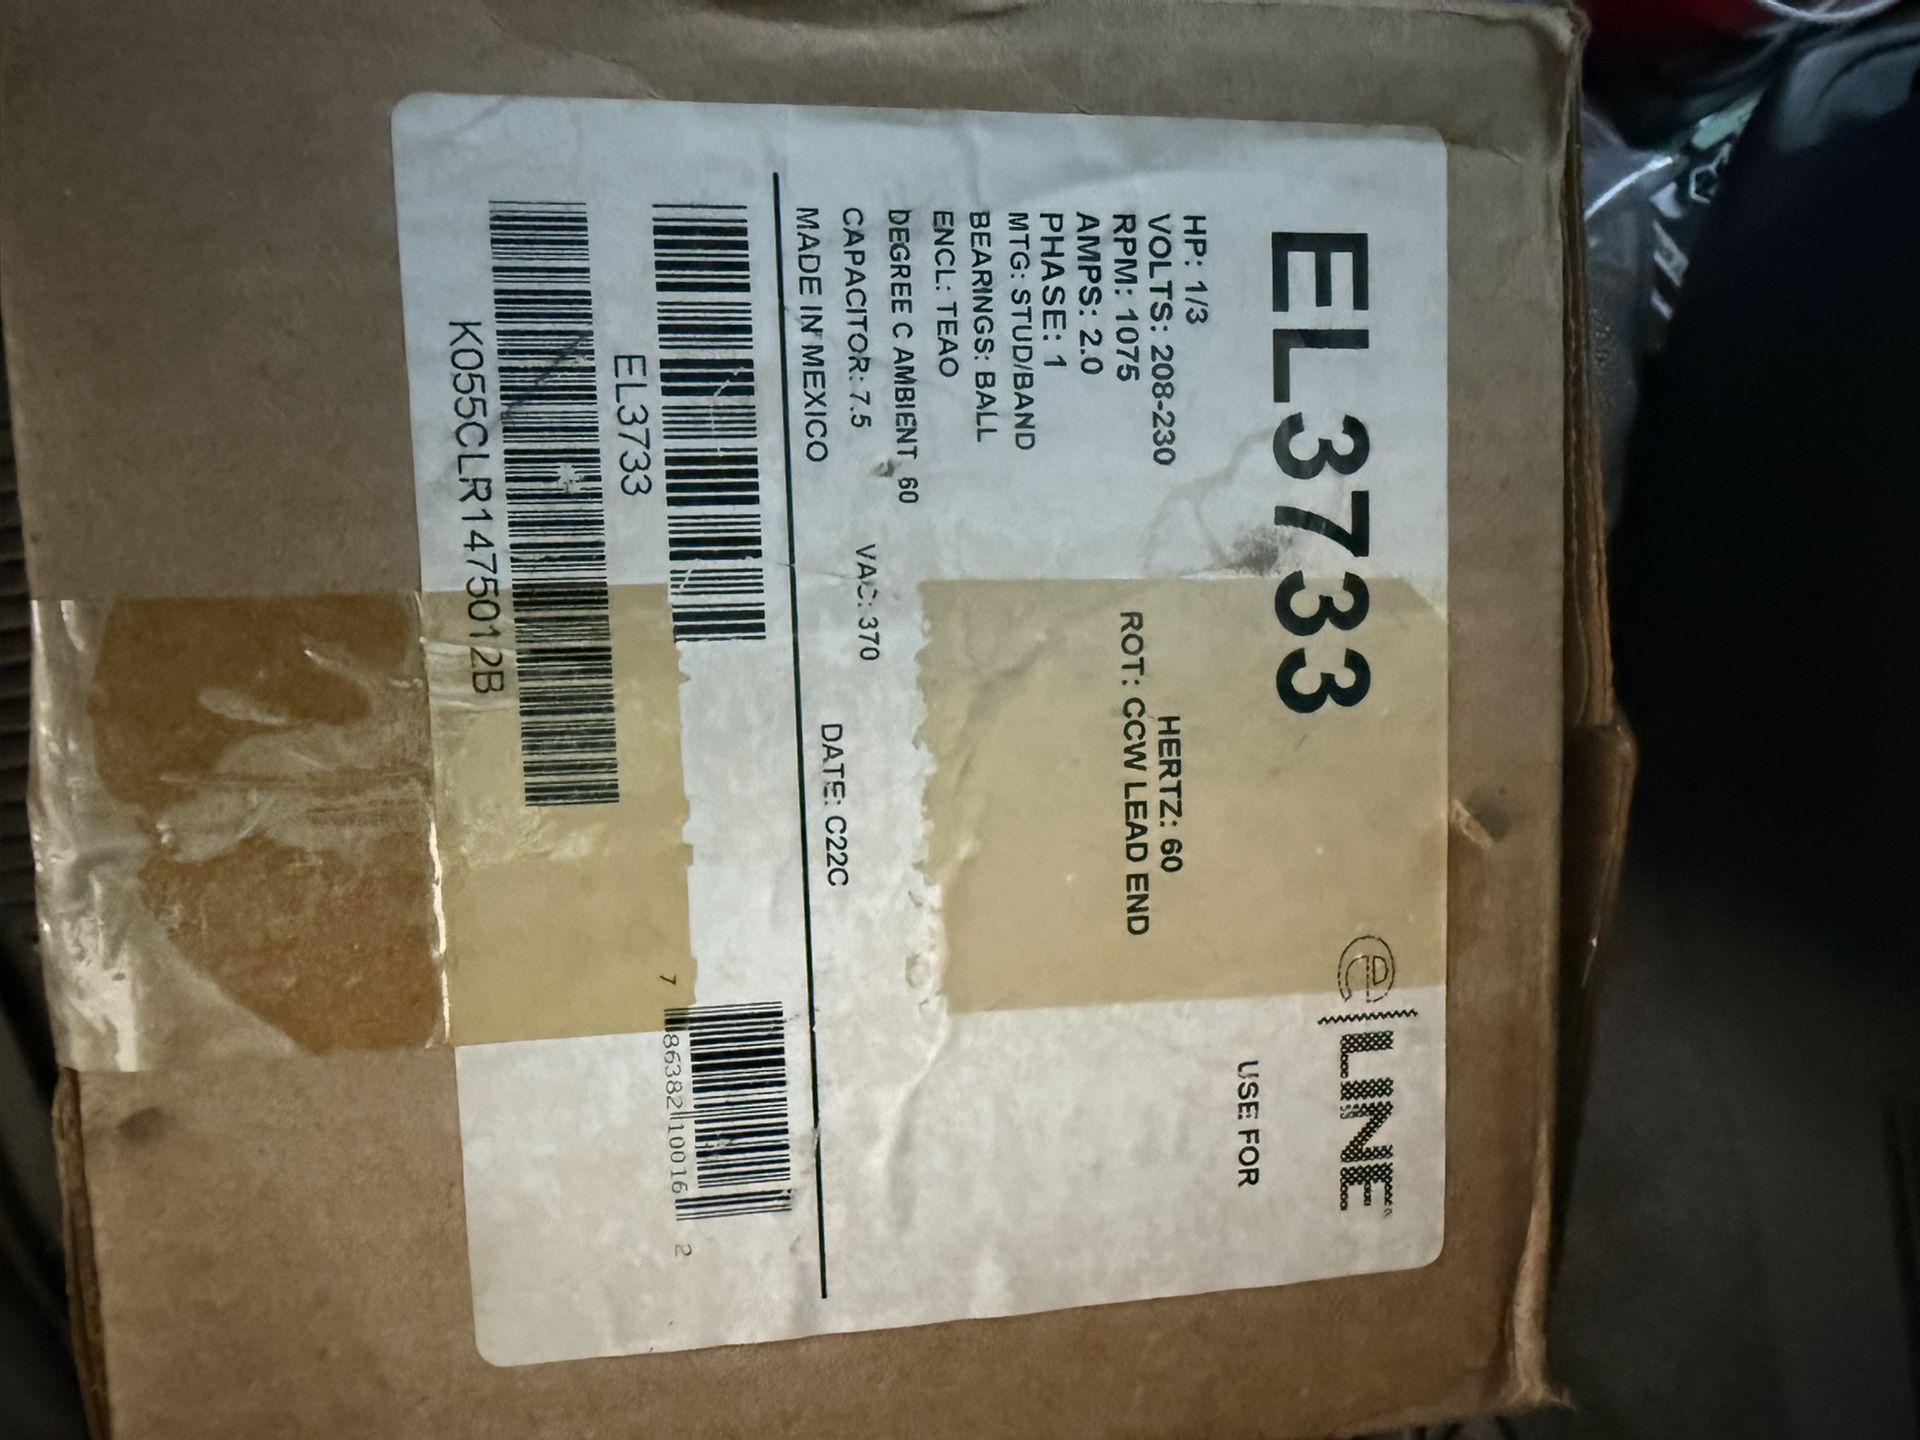 EL3733
e|LINE
USE FOR
HP: 1/3
VOLTS: 208-230 HERTZ: 60
RPM: 1075 ROT: CCW LEAD END
AMPS: 2.0
PHASE: 1
MTG: STUD/BAND
BEARINGS: BALL
ENCL: TEAO
DEGREE C AMBIENT 60
CAPACITOR: 7.5 VAC: 370
MADE IN MEXICO DATE: C22C
EL3733
7 86382 10016 2
K055CLR1475012B